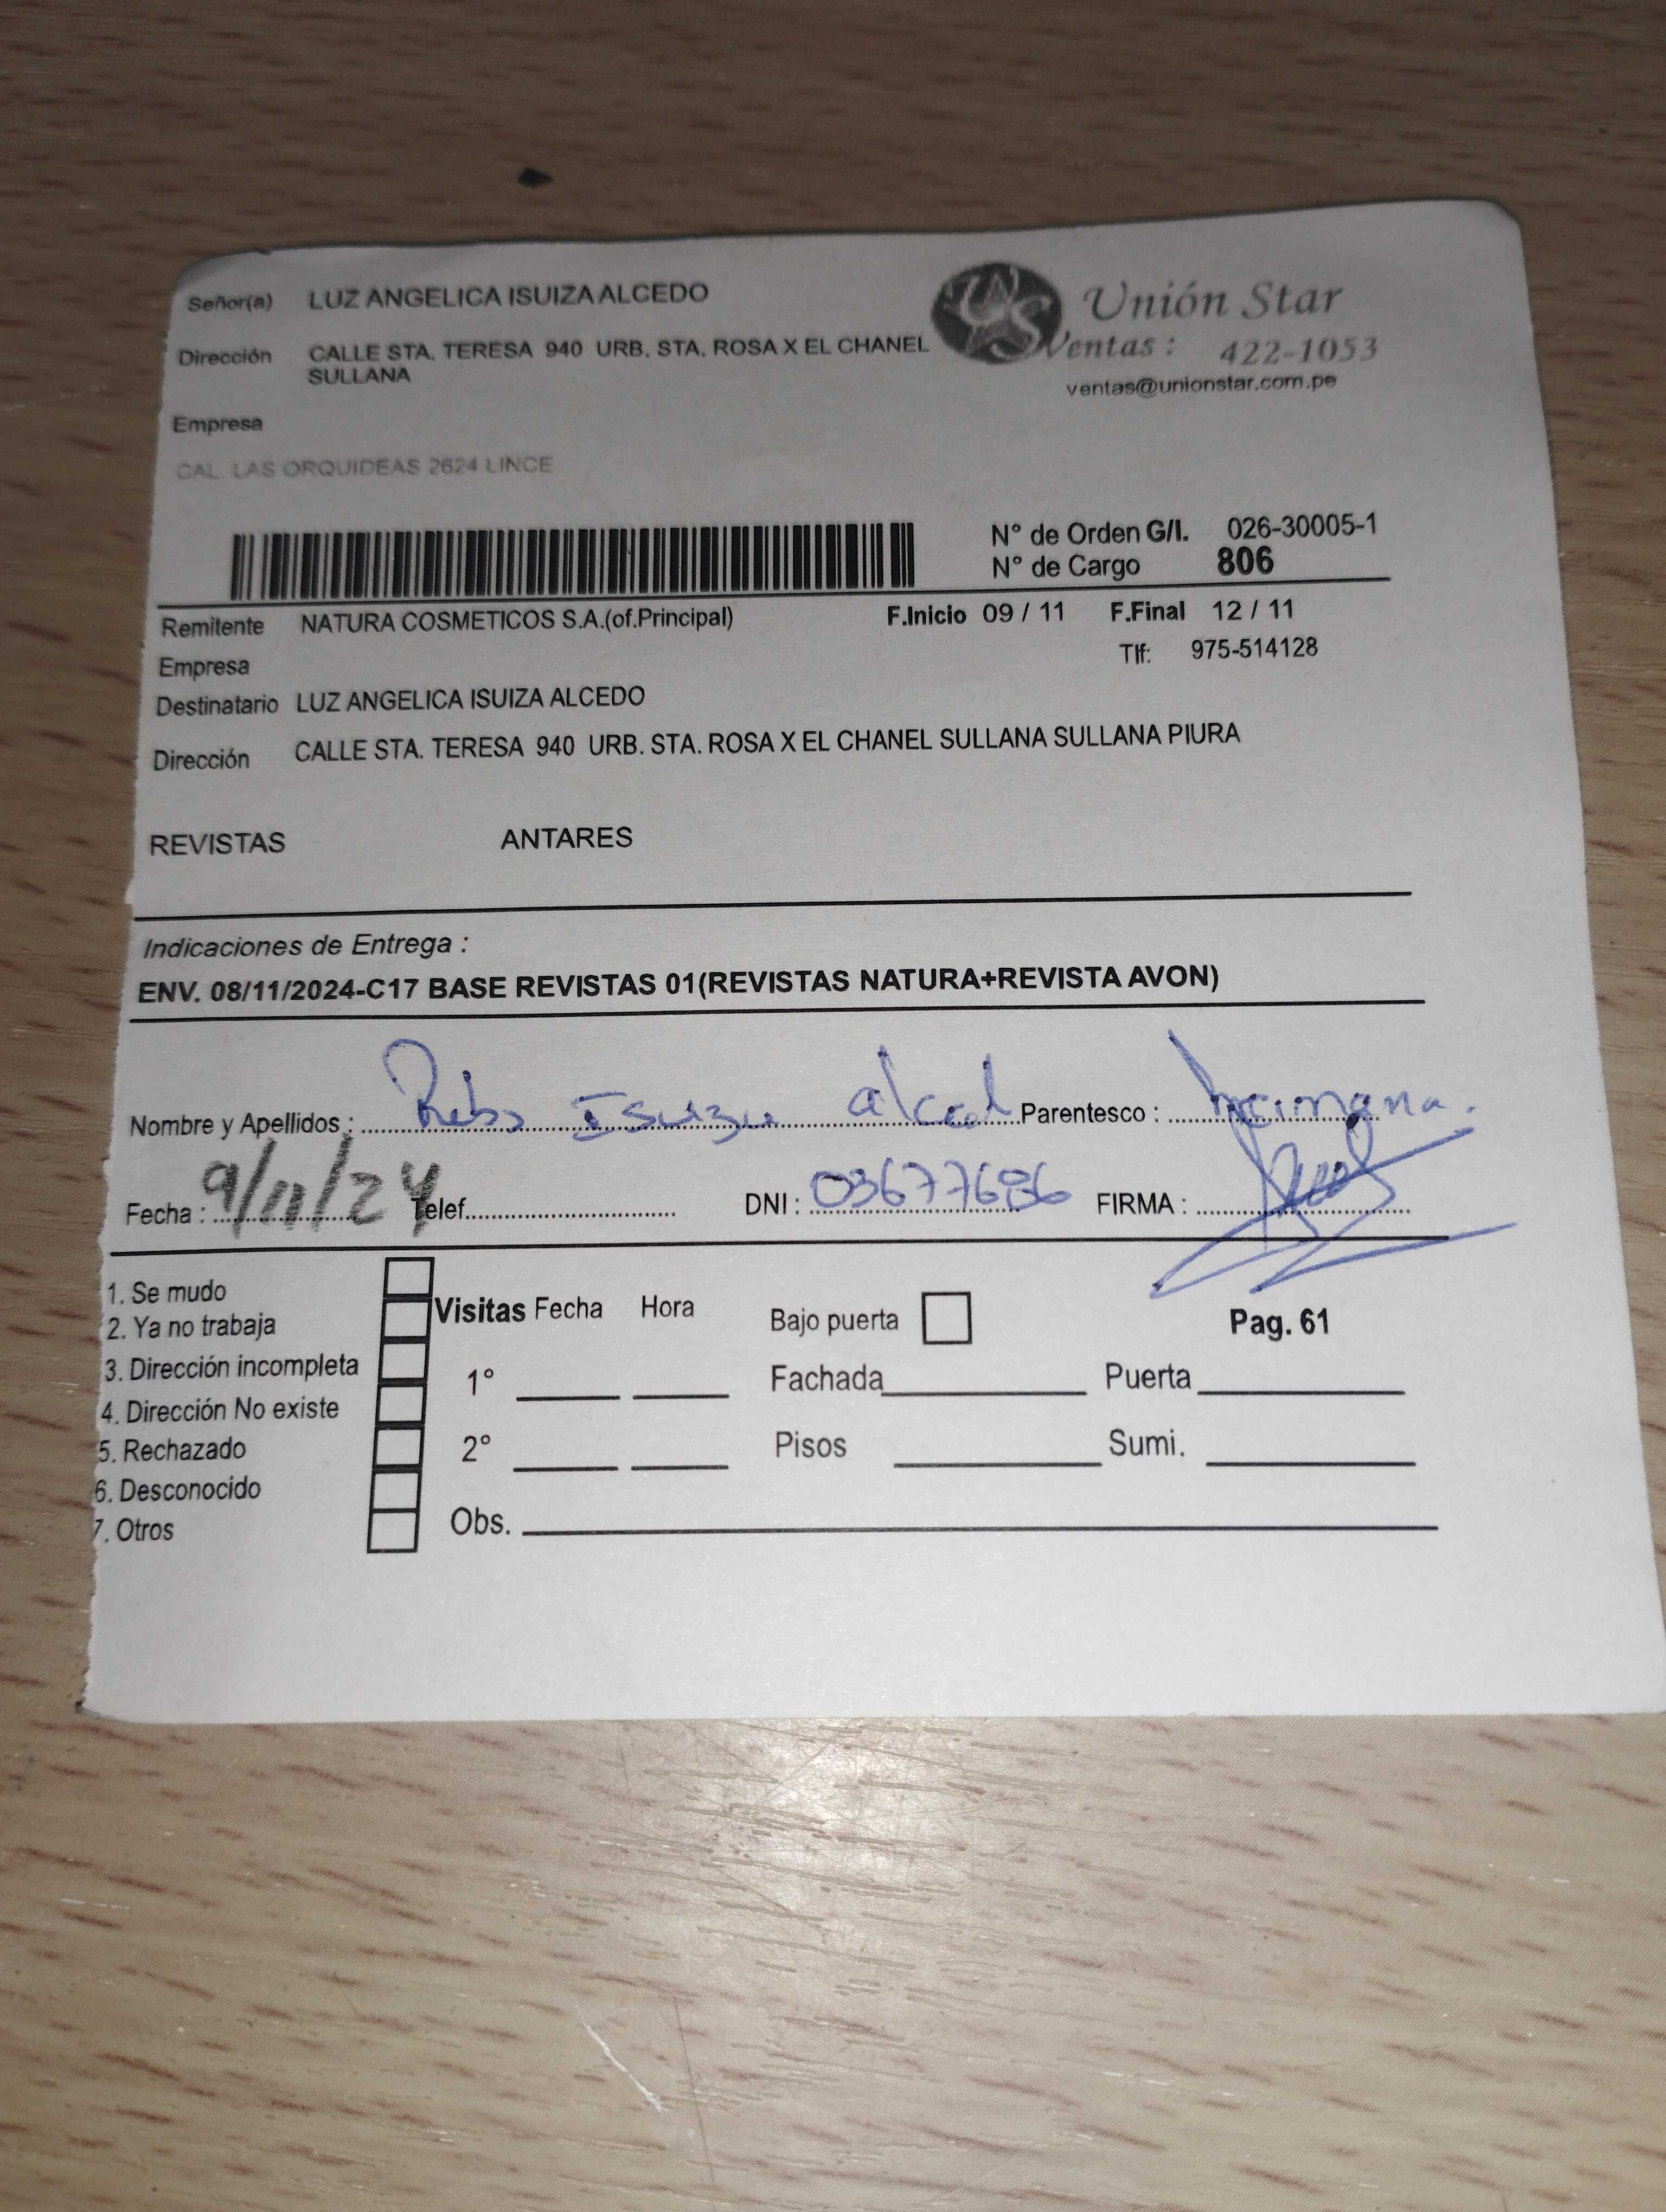 Señor(a) LUZ ANGELICA ISUIZA ALCEDO
Unión Star
Dirección CALLE STA. TERESA 940 URB. STA. ROSA X EL CHANEL
SULLANA
Ventas : 422-1053
ventas@unionstar.com.pe
Empresa
CAL. LAS ORQUIDEAS 2624 LINCE
N° de Orden G/I. 026-30005-1
N° de Cargo 806
Remitente NATURA COSMETICOS S.A.(of.Principal) F.Inicio 09 / 11 F.Final 12 / 11
Empresa Tlf: 975-514128
Destinatario LUZ ANGELICA ISUIZA ALCEDO
Dirección CALLE STA. TERESA 940 URB. STA. ROSA X EL CHANEL SULLANA SULLANA PIURA
REVISTAS ANTARES
Indicaciones de Entrega :
ENV. 08/11/2024-C17 BASE REVISTAS 01(REVISTAS NATURA+REVISTA AVON)
Nombre y Apellidos : Isuiza Parentesco :
Fecha : 9/11/24 Telef. DNI : FIRMA :
1. Se mudo
2. Ya no trabaja
3. Dirección incompleta
4. Dirección No existe
5. Rechazado
6. Desconocido
7. Otros
Visitas Fecha Hora Bajo puerta Pag. 61
1° Fachada Puerta
2° Pisos Sumi.
Obs.